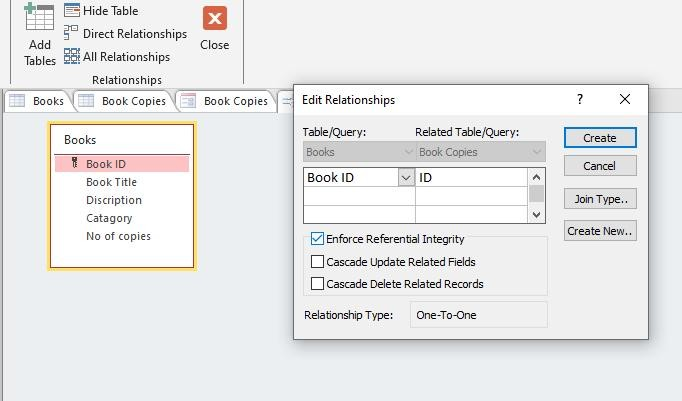 Hide Table
Add Tables
Direct Relationships
All Relationships
Close
Relationships
Books
Book Copies
Book Copies
Books
Book ID
Book Title
Discription
Catagory
No of copies
Edit Relationships
?
Table/Query:
Related Table/Query:
Books
Book Copies
Book ID
ID
Enforce Referential Integrity
Cascade Update Related Fields
Cascade Delete Related Records
Relationship Type:
One-To-One
Create
Cancel
Join Type..
Create New..